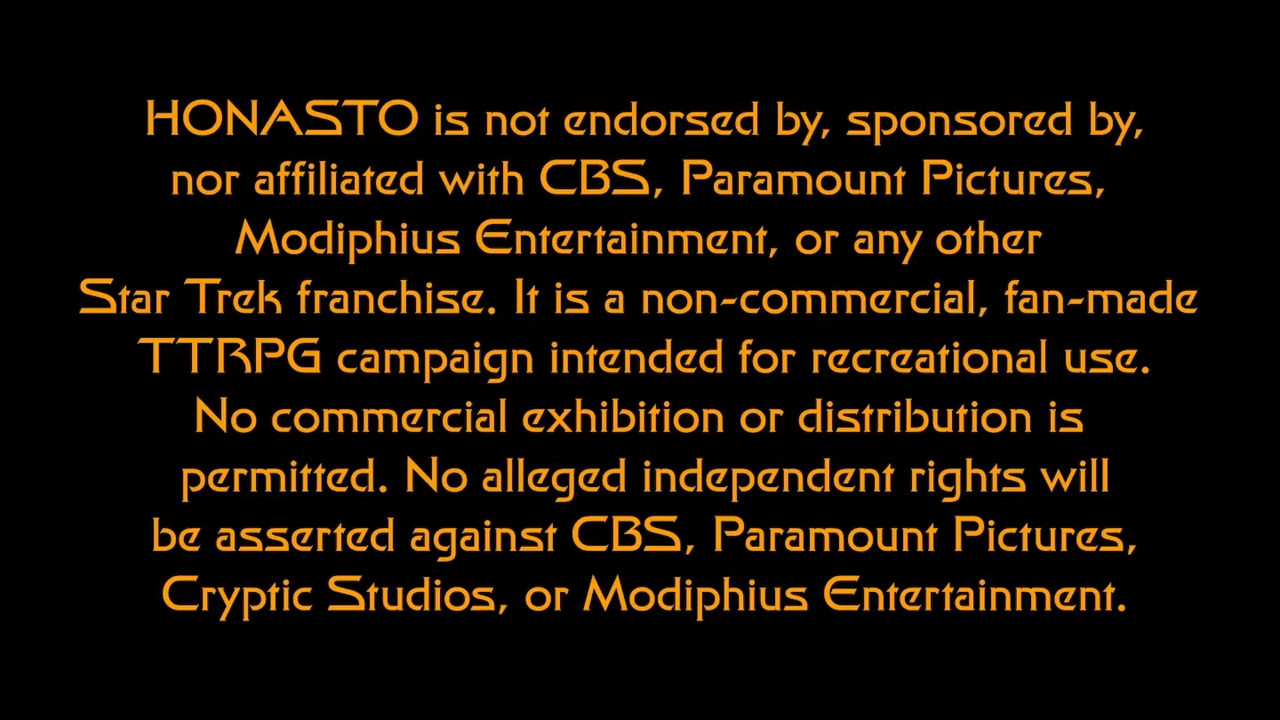 HONASTO is not endorsed by, sponsored by,
nor affiliated with CBS, Paramount Pictures,
Modiphius Entertainment, or any other
Star Trek franchise. It is a non-commercial, fan-made
TTRPG campaign intended for recreational use.
No commercial exhibition or distribution is
permitted. No alleged independent rights will
be asserted against CBS, Paramount Pictures,
Cryptic Studios, or Modiphius Entertainment.